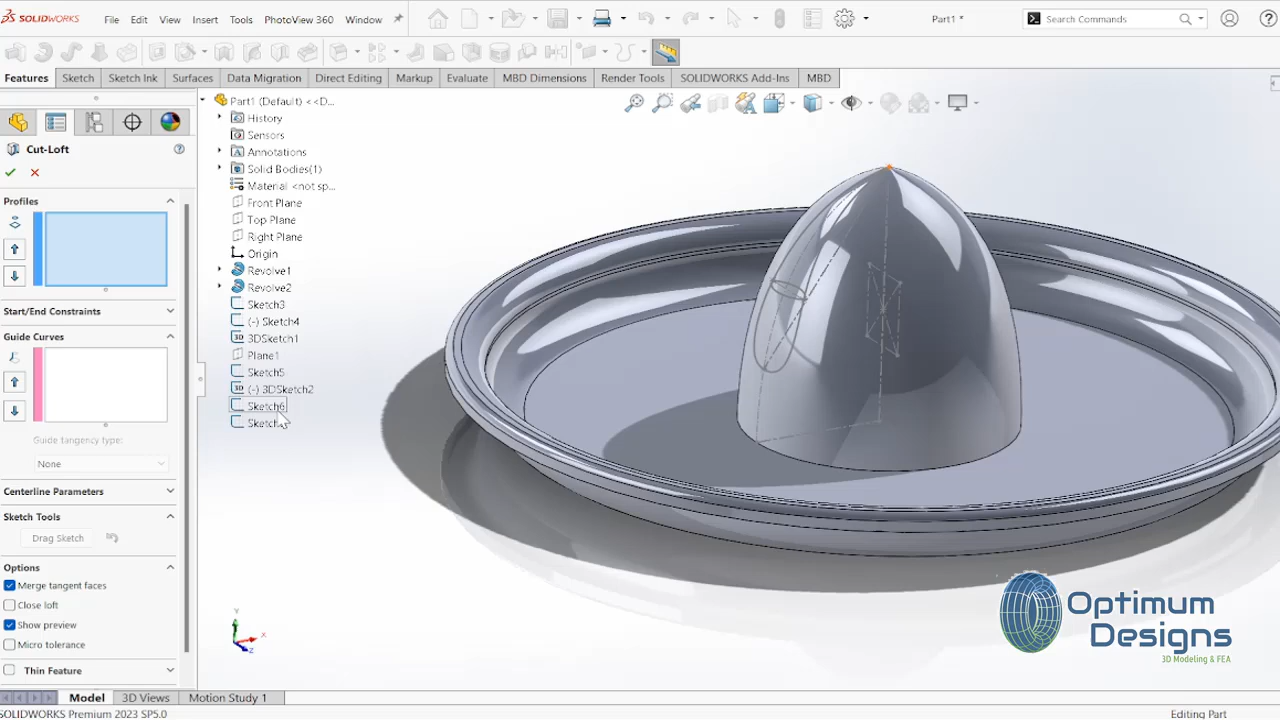 SOLIDWORKS File Edit View Insert Tools PhotoView 360 Window Part1 * Search Commands
Features Sketch Sketch Ink Surfaces Data Migration Direct Editing Markup Evaluate MBD Dimensions Render Tools SOLIDWORKS Add-Ins MBD
Cut-Loft
Profiles
Start/End Constraints
Guide Curves
Guide tangency type:
None
Centerline Parameters
Sketch Tools
Drag Sketch
Options
Merge tangent faces
Close loft
Show preview
Micro tolerance
Thin Feature
Part1 (Default) <<D...
History
Sensors
Annotations
Solid Bodies(1)
Material <not sp...
Front Plane
Top Plane
Right Plane
Origin
Revolve1
Revolve2
Sketch3
(-) Sketch4
3DSketch1
Plane1
Sketch5
(-) 3DSketch2
Sketch6
Optimum
Designs
3D Modeling & FEA
Model 3D Views Motion Study 1
SOLIDWORKS Premium 2023 SP5.0 Editing Part